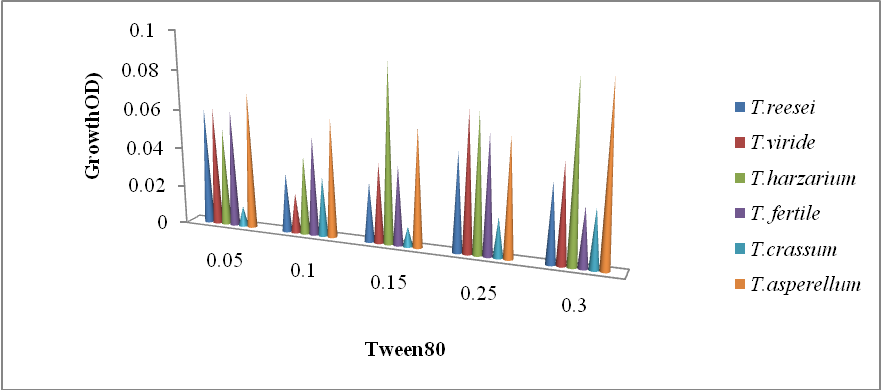 0.1
0.08
0.06
0.04
0.02
0
GrowthOD)
0.05
0.1
0.15
0.25
0.3
Tween80
T.reesei
T.viride
T.harzarium
T. fertile
T.crassum
T.asperellum